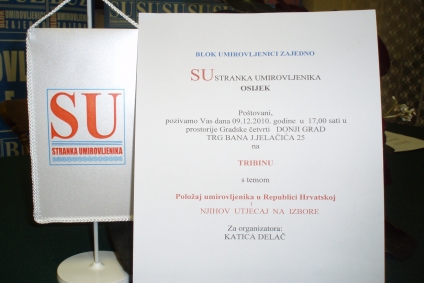 SU
STRANKA UMIROVLJENIKA
BLOK UMIROVLJENICI ZAJEDNO
SU STRANKA UMIROVLJENIKA
OSIJEK
Poštovani,
pozivamo Vas dana 09.12.2010. godine u 17,00 sati u
prostorije Gradske četvrti DONJI GRAD
TRG BANA J.JELAČIĆA 25
na
TRIBINU
s temom
Položaj umirovljenika u Republici Hrvatskoj
i
NJIHOV UTJECAJ NA IZBORE
Za organizatora:
KATICA DELAČ